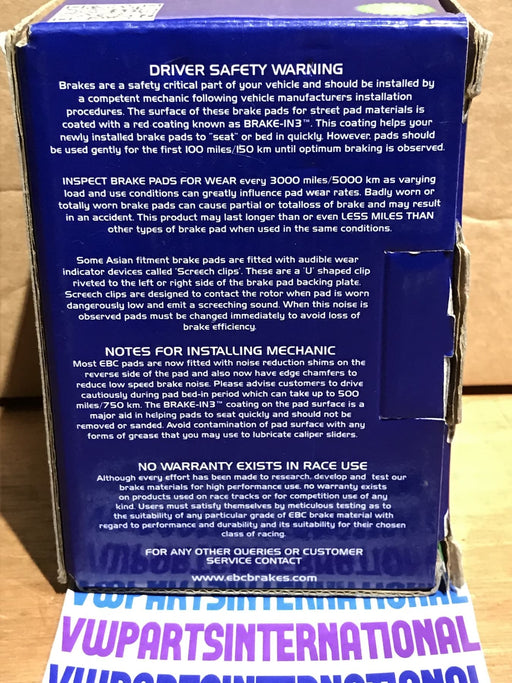 DRIVER SAFETY WARNING
Brakes are a safety critical part of your vehicle and should be installed by
a competent mechanic following vehicle manufacturers installation
procedures. The surface of these brake pads for street pad materials is
coated with a red coating known as BRAKE-IN3™. This coating helps your
newly installed brake pads to "seat" or bed in quickly. However, pads should
be used gently for the first 100 miles/150 km until optimum braking is observed.
INSPECT BRAKE PADS FOR WEAR every 3000 miles/5000 km as varying
load and use conditions can greatly influence pad wear rates. Badly worn or
totally worn brake pads can cause partial or totalloss of brake and may result
in an accident. This product may last longer than or even LESS MILES THAN
other types of brake pad when used in the same conditions.
Some Asian fitment brake pads are fitted with audible wear
indicator devices called 'Screech clips'. These are a 'U' shaped clip
riveted to the left or right side of the brake pad backing plate.
Screech clips are designed to contact the rotor when pad is worn
dangerously low and emit a screeching sound. When this noise is
observed pads must be changed immediately to avoid loss of
brake efficiency.
NOTES FOR INSTALLING MECHANIC
Most EBC pads are now fitted with noise reduction shims on the
reverse side of the pad and also now have edge chamfers to
reduce low speed brake noise. Please advise customers to drive
cautiously during pad bed-in period which can take up to 500
miles/750 km. The BRAKE-IN3™ coating on the pad surface is a
major aid in helping pads to seat quickly and should not be
removed or sanded. Avoid contamination of pad surface with any
forms of grease that you may use to lubricate caliper sliders.
NO WARRANTY EXISTS IN RACE USE
Although every effort has been made to research, develop and test our
brake materials for high performance use, no warranty exists
on products used on race tracks or for competition use of any
kind. Users must satisfy themselves by meticulous testing as to
the suitability of any particular grade of EBC brake material with
regard to performance and durability and its suitability for their chosen
class of racing.
FOR ANY OTHER QUERIES OR CUSTOMER
SERVICE CONTACT
www.ebcbrakes.com
VWPARTSINTERNATIONAL
VWPARTSINTERNATIONAL
VWPARTSINTERNATIONAL